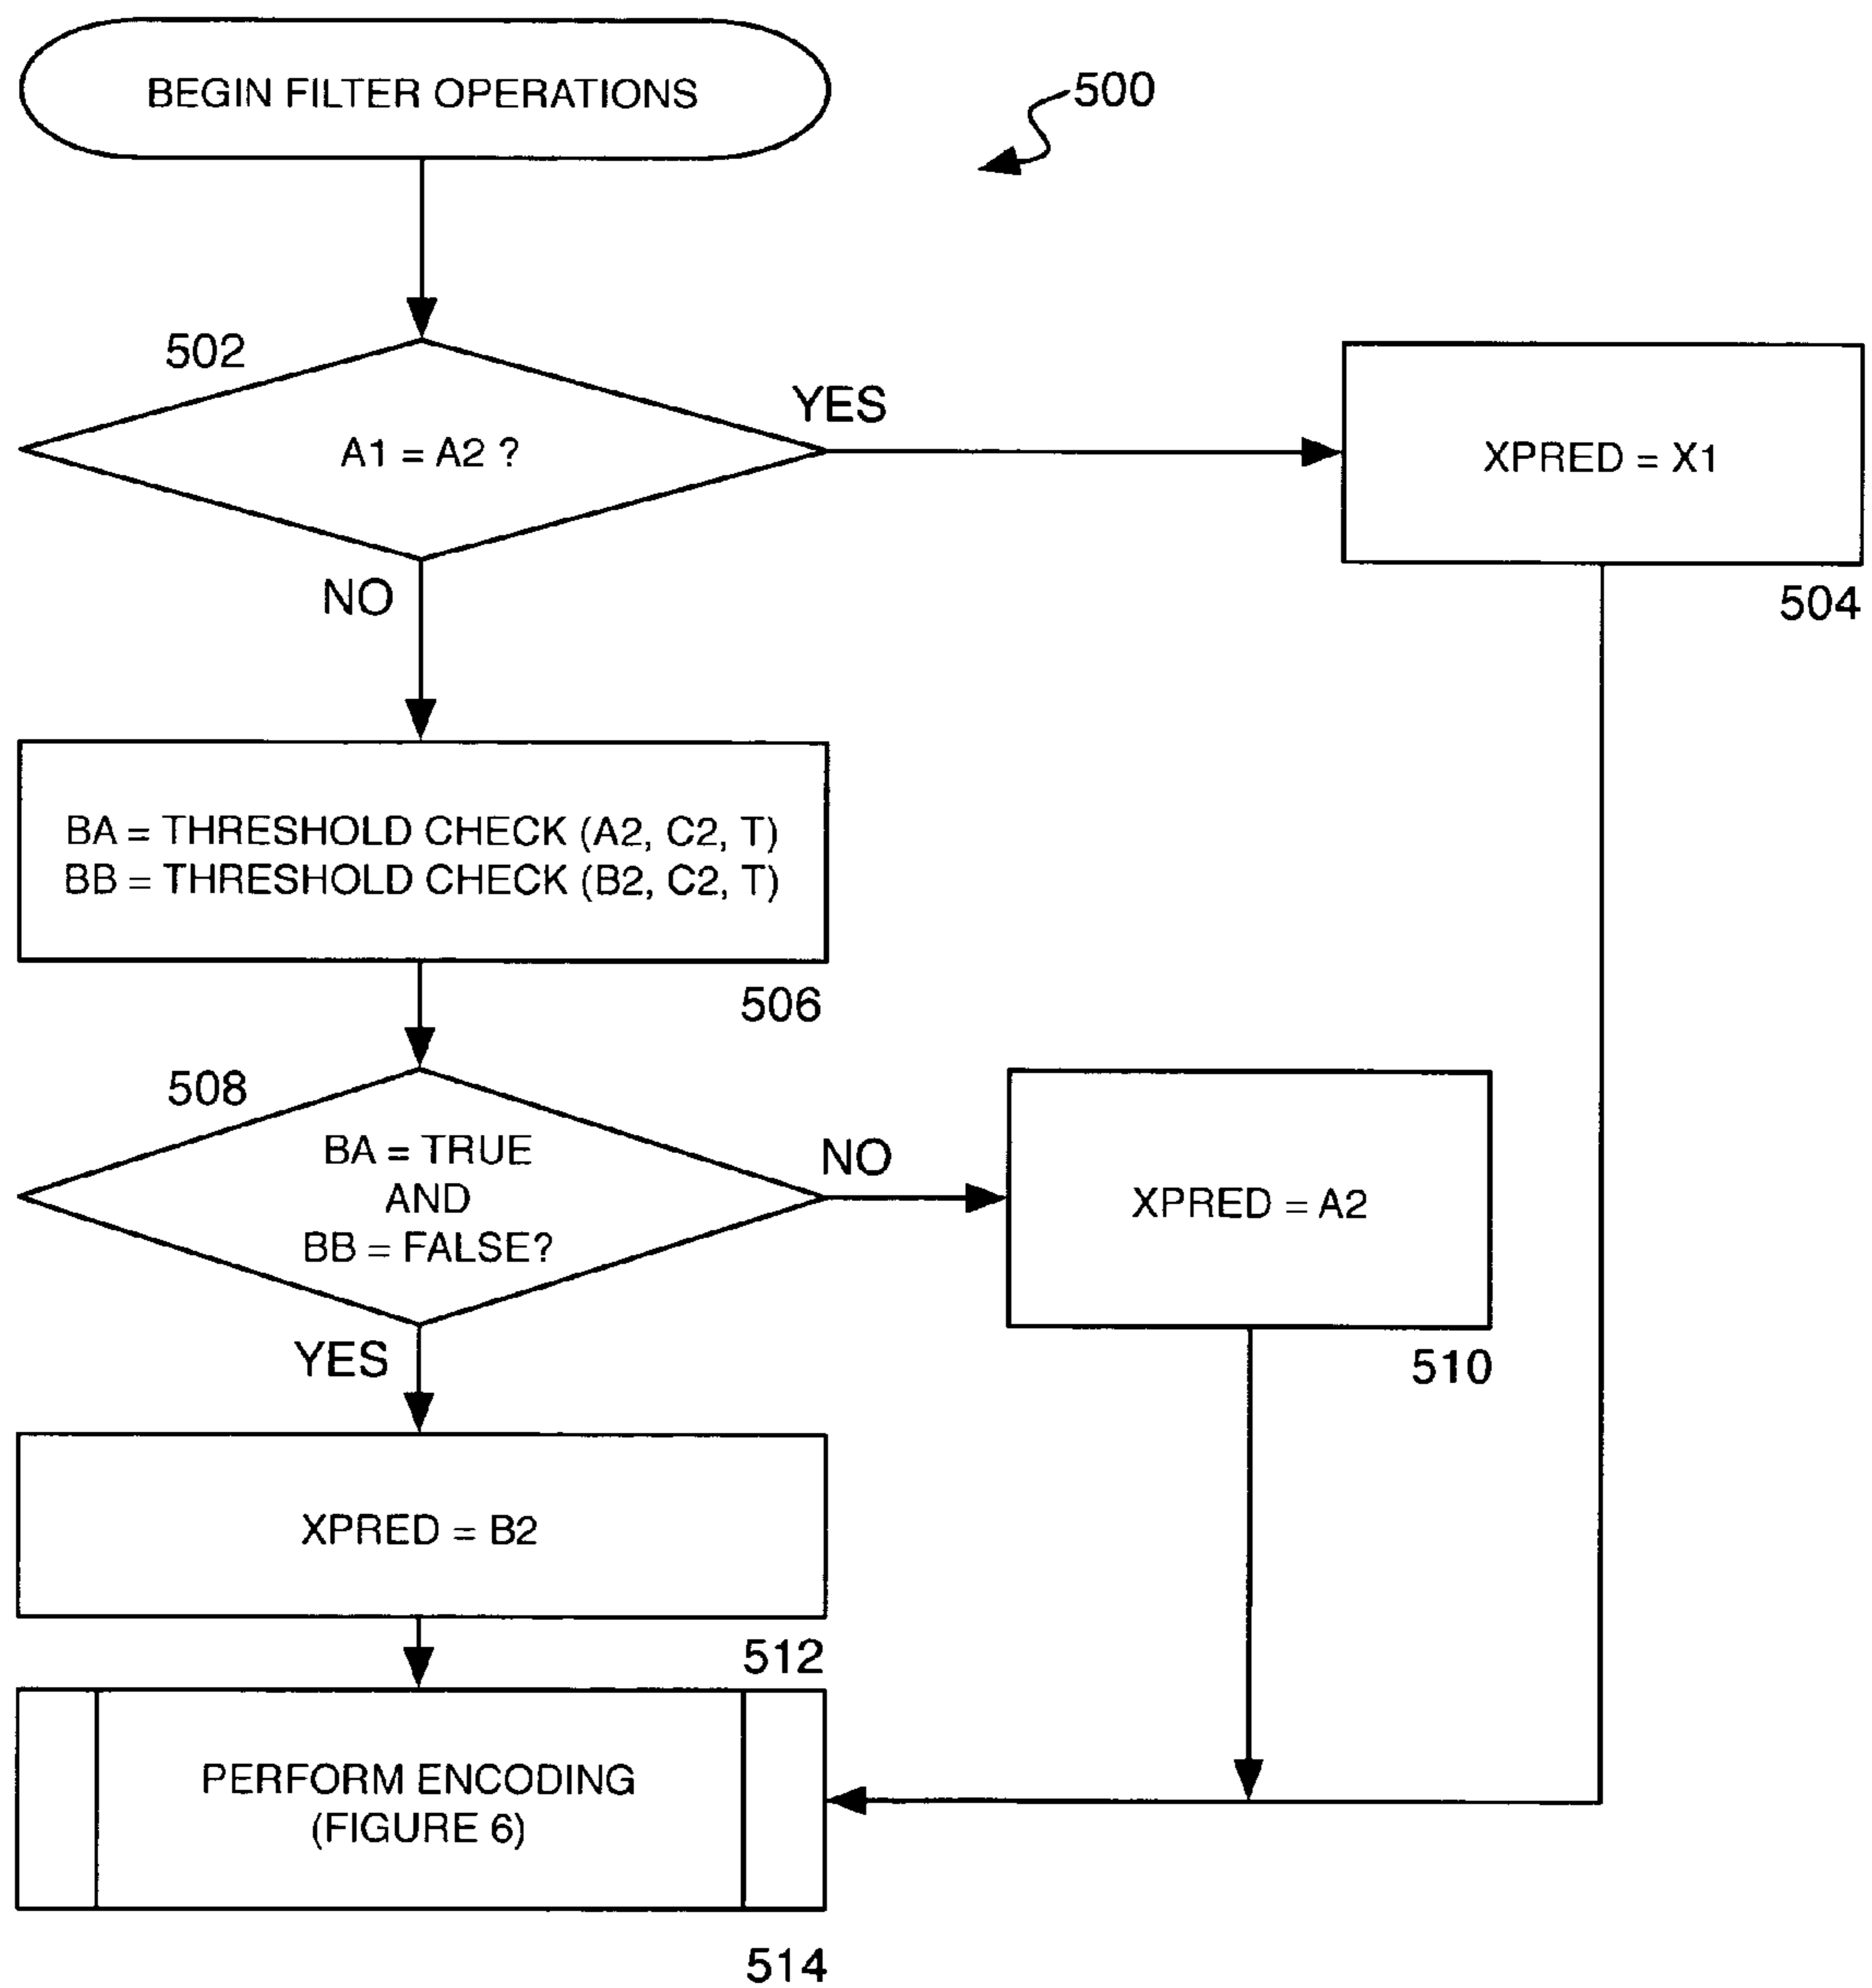 BEGIN FILTER OPERATIONS
500
502
A1 = A2 ?
YES
XPRED = X1
504
NO
BA = THRESHOLD CHECK (A2, C2, T)
BB = THRESHOLD CHECK (B2, C2, T)
506
508
BA = TRUE
AND
BB = FALSE?
NO
XPRED = A2
510
YES
XPRED = B2
512
PERFORM ENCODING
(FIGURE 6)
514